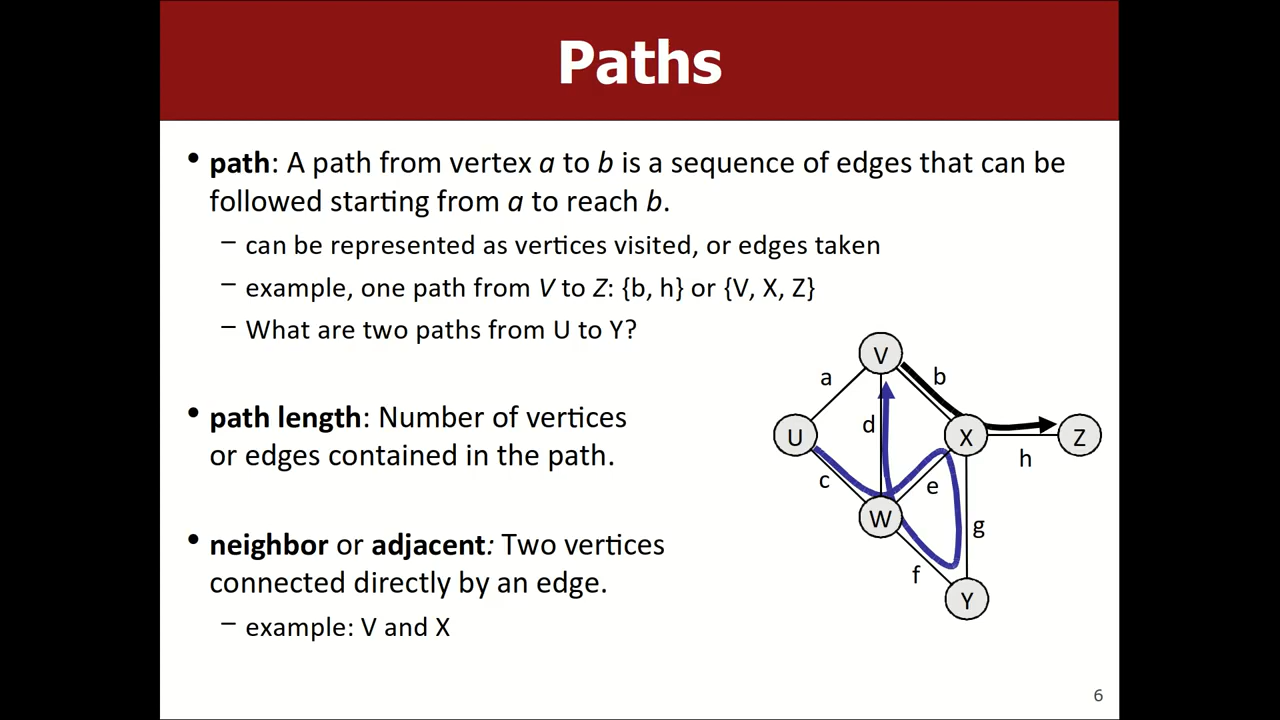 Paths
• path: A path from vertex a to b is a sequence of edges that can be
followed starting from a to reach b.
– can be represented as vertices visited, or edges taken
– example, one path from V to Z: {b, h} or {V, X, Z}
– What are two paths from U to Y?
• path length: Number of vertices
or edges contained in the path.
• neighbor or adjacent: Two vertices
connected directly by an edge.
– example: V and X
V
a
b
d
U
X
Z
h
c
e
W
g
f
Y
6